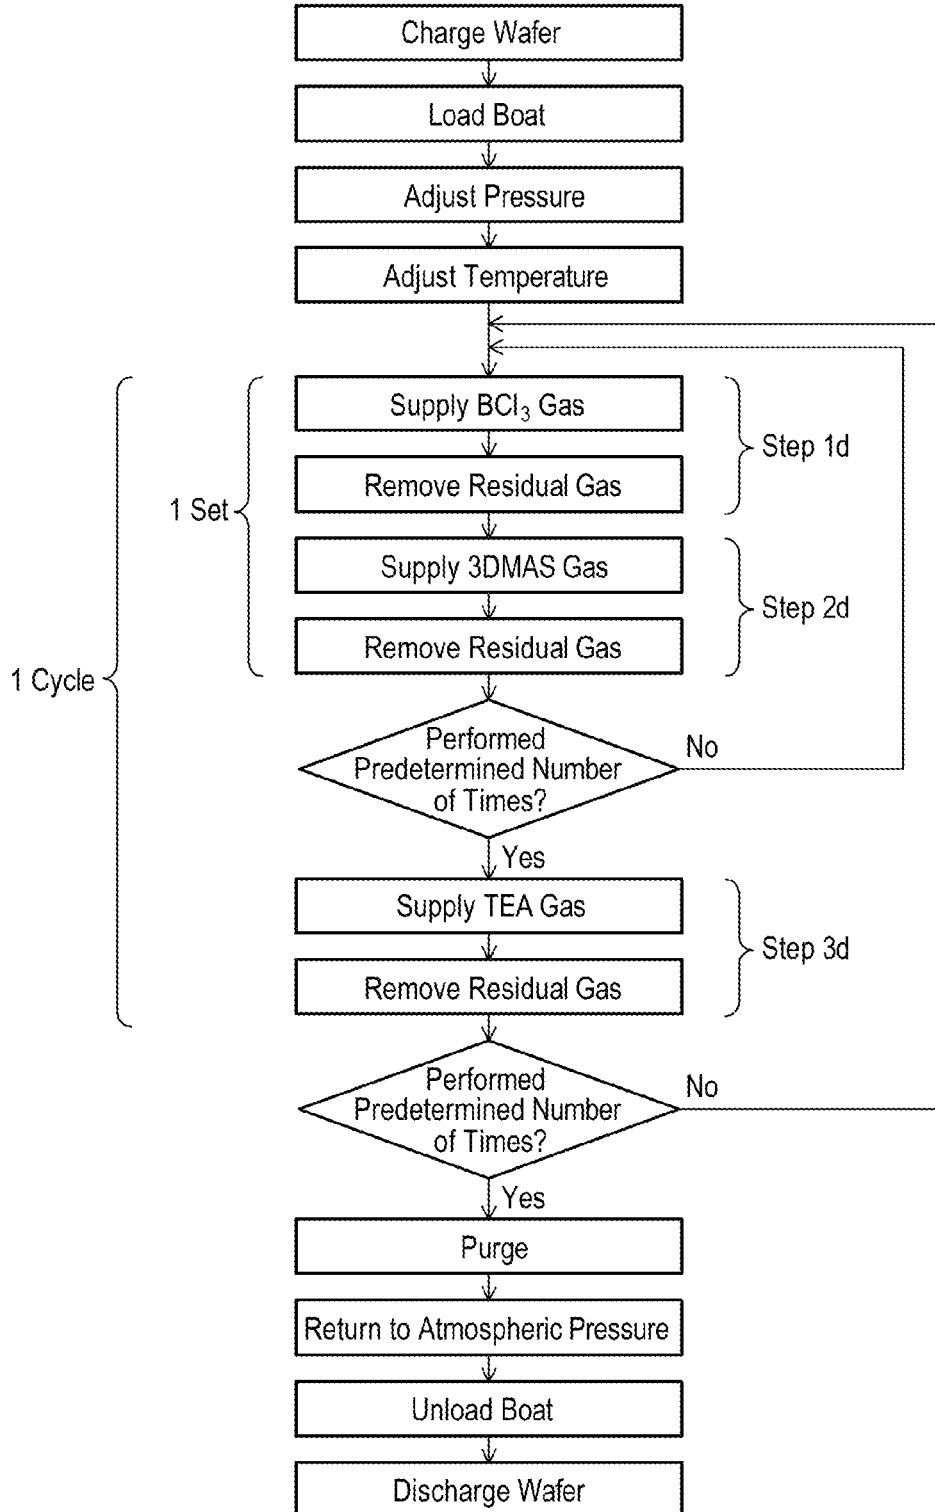 Charge Wafer
Load Boat
Adjust Pressure
Adjust Temperature
Supply BCl₃ Gas
Step 1d
Remove Residual Gas
1 Set
Supply 3DMAS Gas
Step 2d
Remove Residual Gas
1 Cycle
Performed
Predetermined Number
of Times?
No
Yes
Supply TEA Gas
Step 3d
Remove Residual Gas
Performed
Predetermined Number
of Times?
No
Yes
Purge
Return to Atmospheric Pressure
Unload Boat
Discharge Wafer